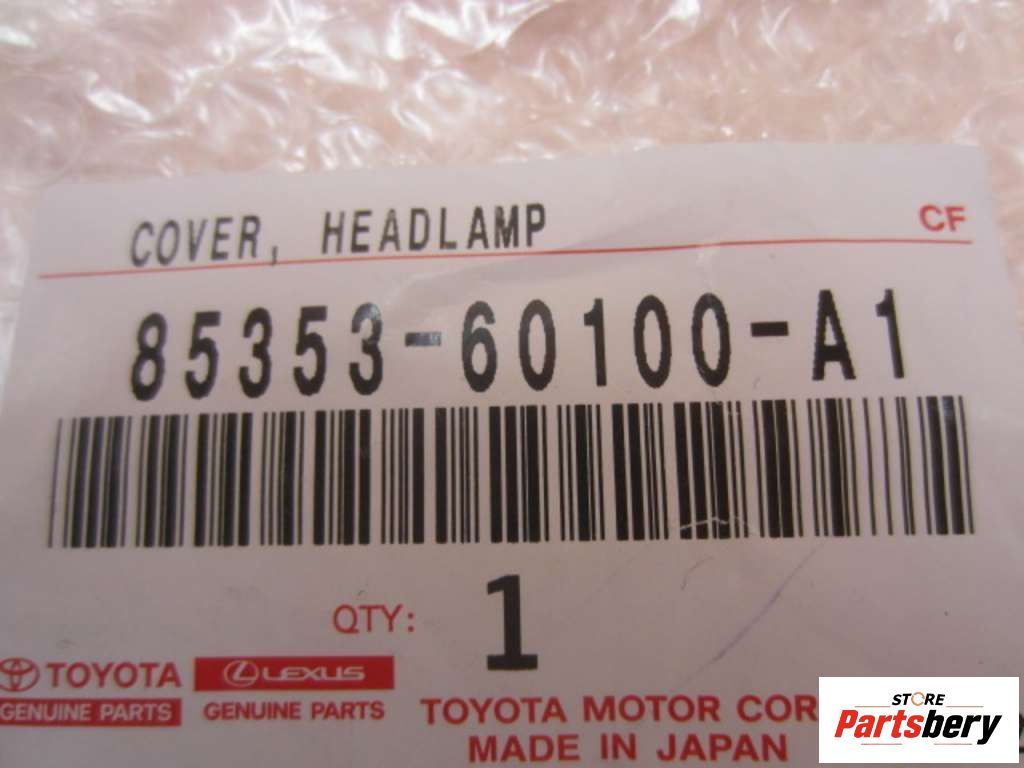 COVER, HEADLAMP CF
85353-60100-A1
QTY: 1
TOYOTA LEXUS
GENUINE PARTS GENUINE PARTS
TOYOTA MOTOR COR
MADE IN JAPAN
STORE
Partsbery